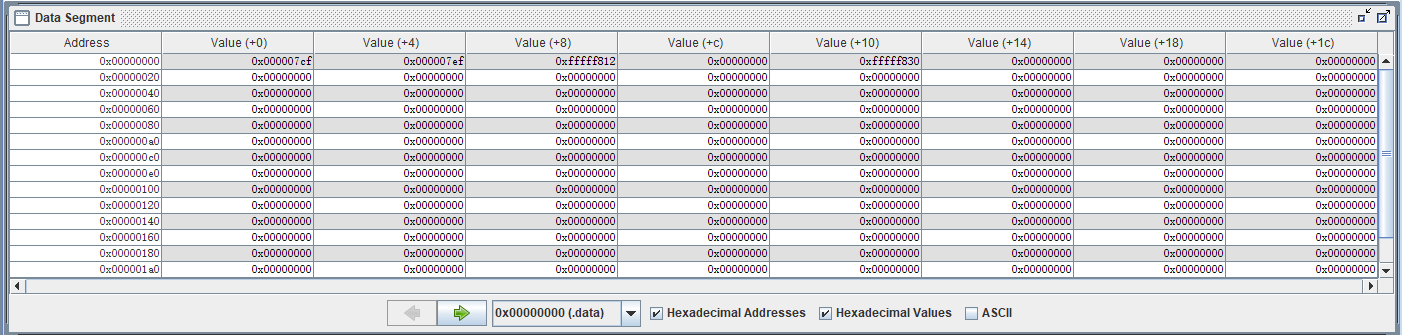 Data Segment
Address Value (+0) Value (+4) Value (+8) Value (+c) Value (+10) Value (+14) Value (+18) Value (+1c)
0x00000000 0x000007cf 0x000007ef 0xfffff812 0x00000000 0xfffff830 0x00000000 0x00000000 0x00000000
0x00000020 0x00000000 0x00000000 0x00000000 0x00000000 0x00000000 0x00000000 0x00000000 0x00000000
0x00000040 0x00000000 0x00000000 0x00000000 0x00000000 0x00000000 0x00000000 0x00000000 0x00000000
0x00000060 0x00000000 0x00000000 0x00000000 0x00000000 0x00000000 0x00000000 0x00000000 0x00000000
0x00000080 0x00000000 0x00000000 0x00000000 0x00000000 0x00000000 0x00000000 0x00000000 0x00000000
0x000000a0 0x00000000 0x00000000 0x00000000 0x00000000 0x00000000 0x00000000 0x00000000 0x00000000
0x000000c0 0x00000000 0x00000000 0x00000000 0x00000000 0x00000000 0x00000000 0x00000000 0x00000000
0x000000e0 0x00000000 0x00000000 0x00000000 0x00000000 0x00000000 0x00000000 0x00000000 0x00000000
0x00000100 0x00000000 0x00000000 0x00000000 0x00000000 0x00000000 0x00000000 0x00000000 0x00000000
0x00000120 0x00000000 0x00000000 0x00000000 0x00000000 0x00000000 0x00000000 0x00000000 0x00000000
0x00000140 0x00000000 0x00000000 0x00000000 0x00000000 0x00000000 0x00000000 0x00000000 0x00000000
0x00000160 0x00000000 0x00000000 0x00000000 0x00000000 0x00000000 0x00000000 0x00000000 0x00000000
0x00000180 0x00000000 0x00000000 0x00000000 0x00000000 0x00000000 0x00000000 0x00000000 0x00000000
0x000001a0 0x00000000 0x00000000 0x00000000 0x00000000 0x00000000 0x00000000 0x00000000 0x00000000
0x00000000 (.data) Hexadecimal Addresses Hexadecimal Values ASCII